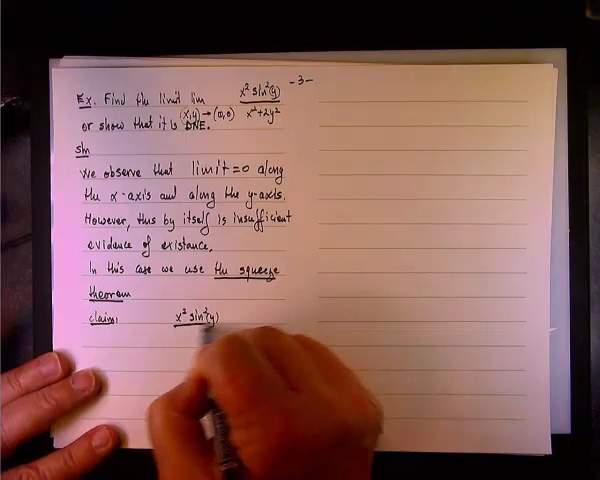 -3-
Ex. Find the limit lim x² sin²(y) / x²+2y²
(x,y)→(0,0)
or show that it is DNE.
Sln
We observe that limit=0 along
the x-axis and along the y-axis.
However, this by itself is insufficient
evidence of existance.
In this case we use the squeeze
theorem
claim: x² sin²(y)